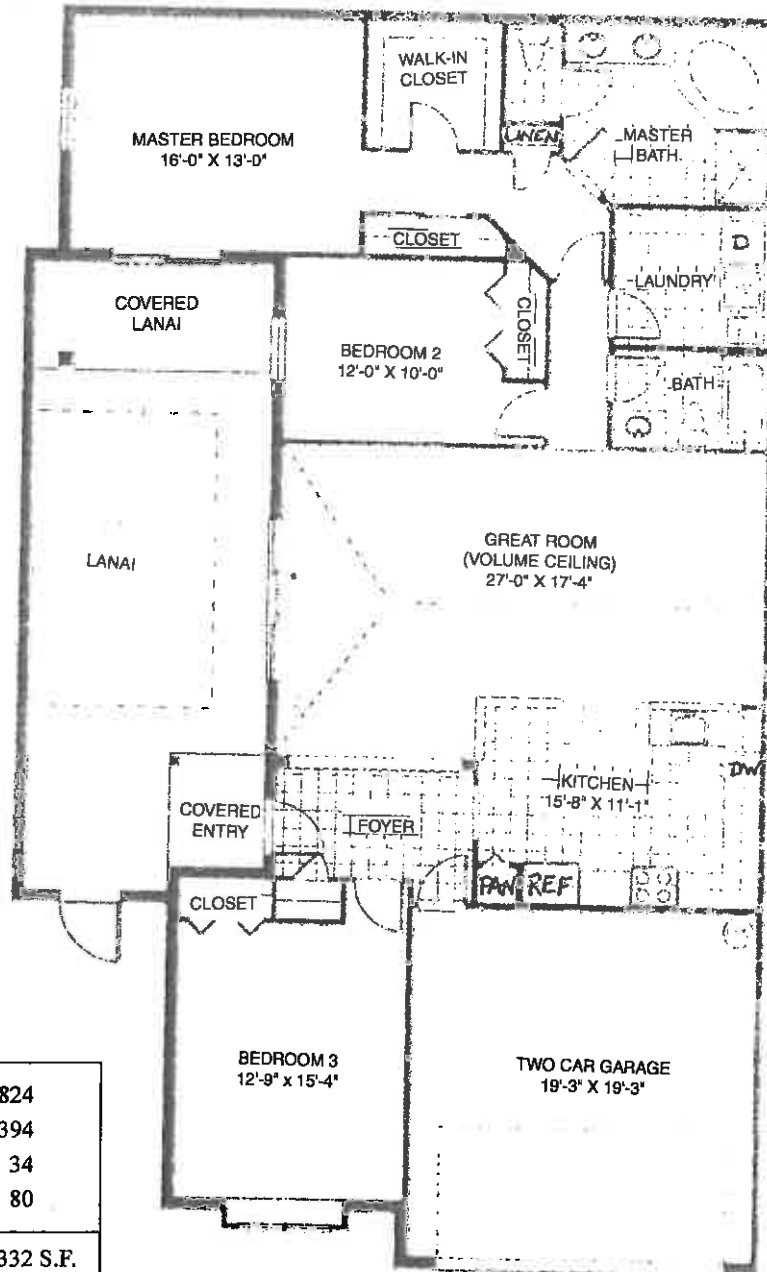 WALK-IN
CLOSET
MASTER BEDROOM
16'-0" X 13'-0"
LINEN
MASTER
BATH
CLOSET
D
LAUNDRY
COVERED
LANAI
CLOSET
BEDROOM 2
12'-0" X 10'-0"
BATH
LANAI
GREAT ROOM
(VOLUME CEILING)
27'-0" X 17'-4"
KITCHEN
15'-8" X 11'-1"
DW
COVERED
ENTRY
FOYER
PAN
REF
CLOSET
BEDROOM 3
12'-9" x 15'-4"
TWO CAR GARAGE
19'-3" X 19'-3"
824
394
34
80
332 S.F.